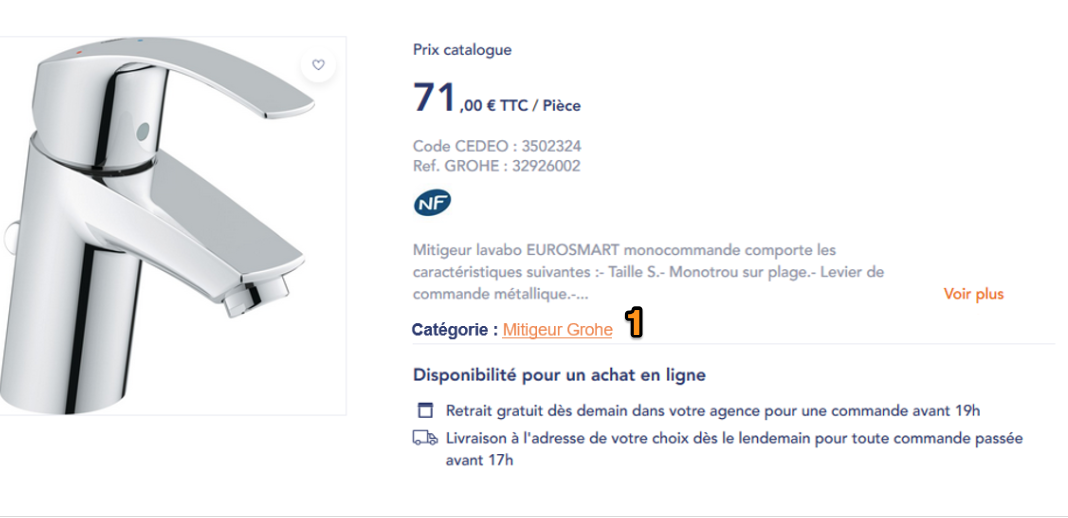 Prix catalogue
71,00 € TTC / Pièce
Code CEDEO : 3502324
Ref. GROHE : 32926002
NF
Mitigeur lavabo EUROSMART monocommande comporte les
caractéristiques suivantes :- Taille S.- Monotrou sur plage.- Levier de
commande métallique.-...
Voir plus
Catégorie : Mitigeur Grohe 1
Disponibilité pour un achat en ligne
Retrait gratuit dès demain dans votre agence pour une commande avant 19h
Livraison à l'adresse de votre choix dès le lendemain pour toute commande passée
avant 17h